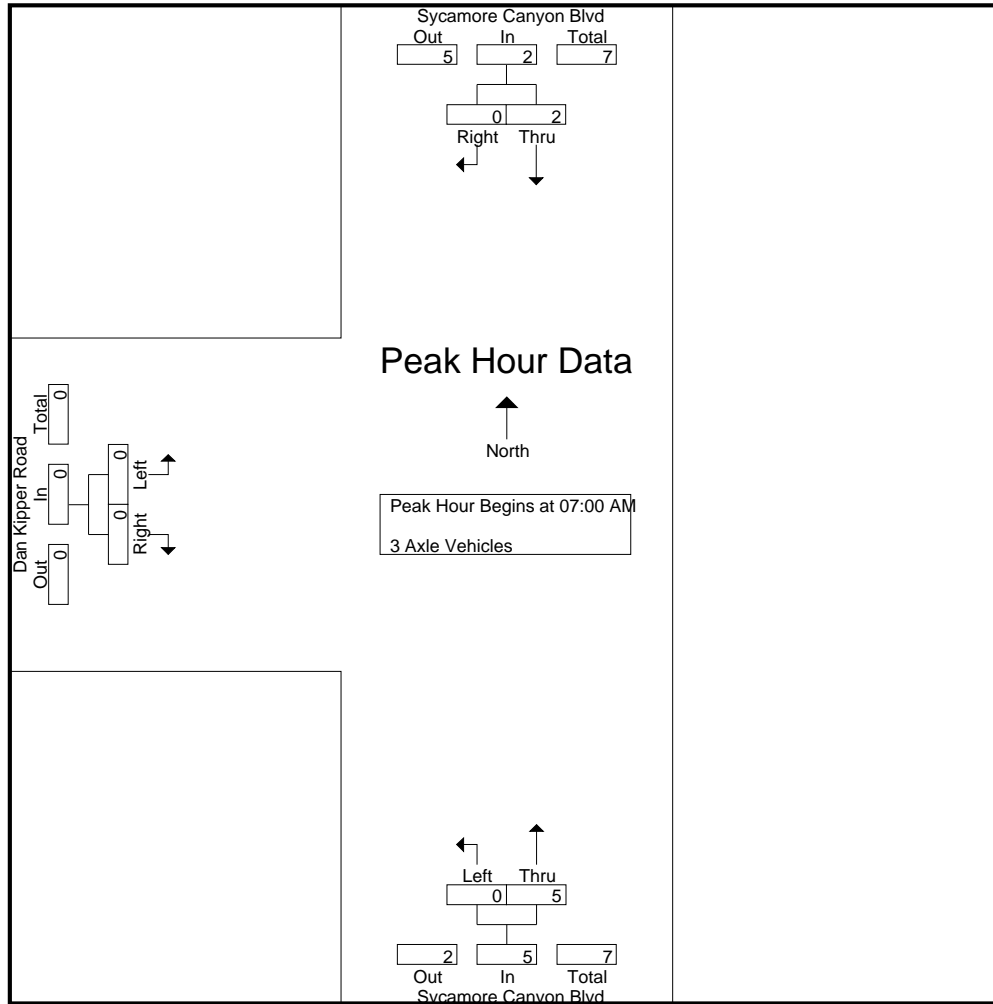 Sycamore Canyon Blvd
Out In Total
5 2 7
0 2
Right Thru
Peak Hour Data
North
Peak Hour Begins at 07:00 AM
3 Axle Vehicles
Dan Kipper Road
Out In Total
0 0 0
0 0
Right Left
Left Thru
0 5
2 5 7
Out In Total
Sycamore Canyon Blvd